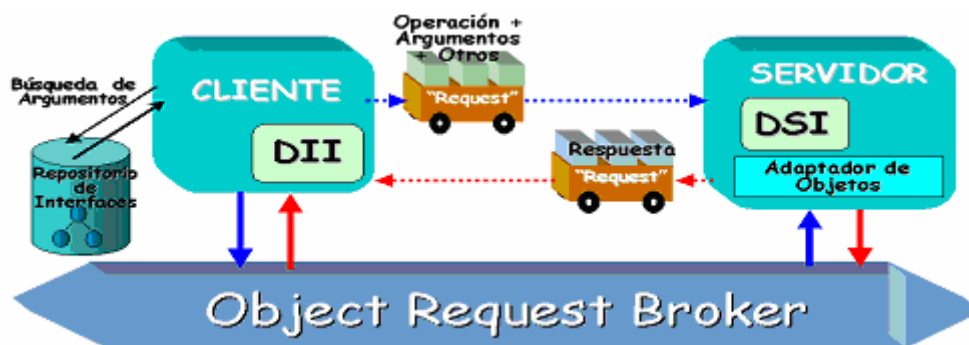 Operación +
Argumentos
+ Otros
Búsqueda de
Argumentos
CLIENTE
"Request"
SERVIDOR
DII
DSI
Respuesta
"Request"
Adaptador de
Objetos
Repositorio
de
Interfaces
Object Request Broker